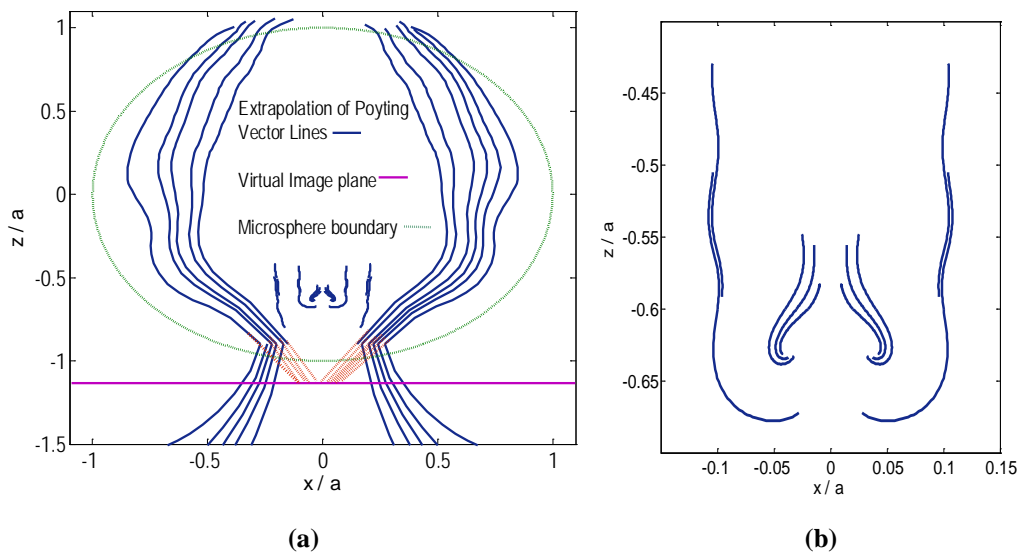 1
0.5
0
-0.5
-1
-1.5
z / a
Extrapolation of Poyting
Vector Lines
Virtual Image plane
Microsphere boundary
-1
-0.5
0
0.5
1
x / a
(a)
-0.45
-0.5
-0.55
-0.6
-0.65
z/a
-0.1
-0.05
0
0.05
0.1
0.15
x / a
(b)